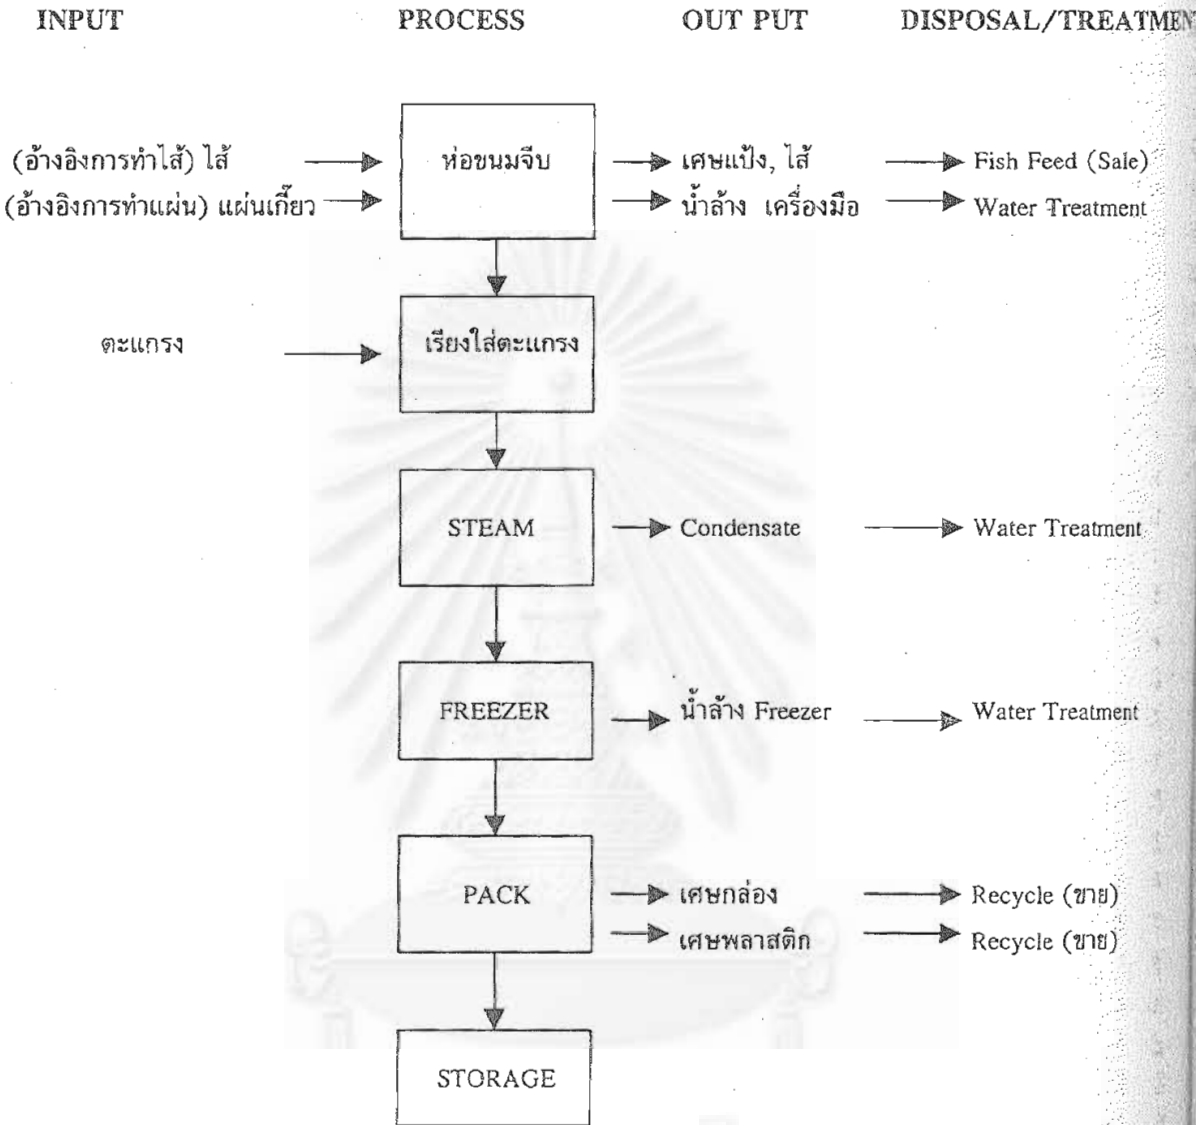 INPUT PROCESS OUT PUT DISPOSAL/TREATMENT
(อ้างอิงการทำไส้) ไส้ ห่อขนมจีบ เศษแป้ง, ไส้ Fish Feed (Sale)
(อ้างอิงการทำแผ่น) แผ่นเกี๊ยว น้ำล้าง เครื่องมือ Water Treatment
ตะแกรง เรียงใส่ตะแกรง
STEAM Condensate Water Treatment
FREEZER น้ำล้าง Freezer Water Treatment
PACK เศษกล่อง Recycle (ขาย)
เศษพลาสติก Recycle (ขาย)
STORAGE